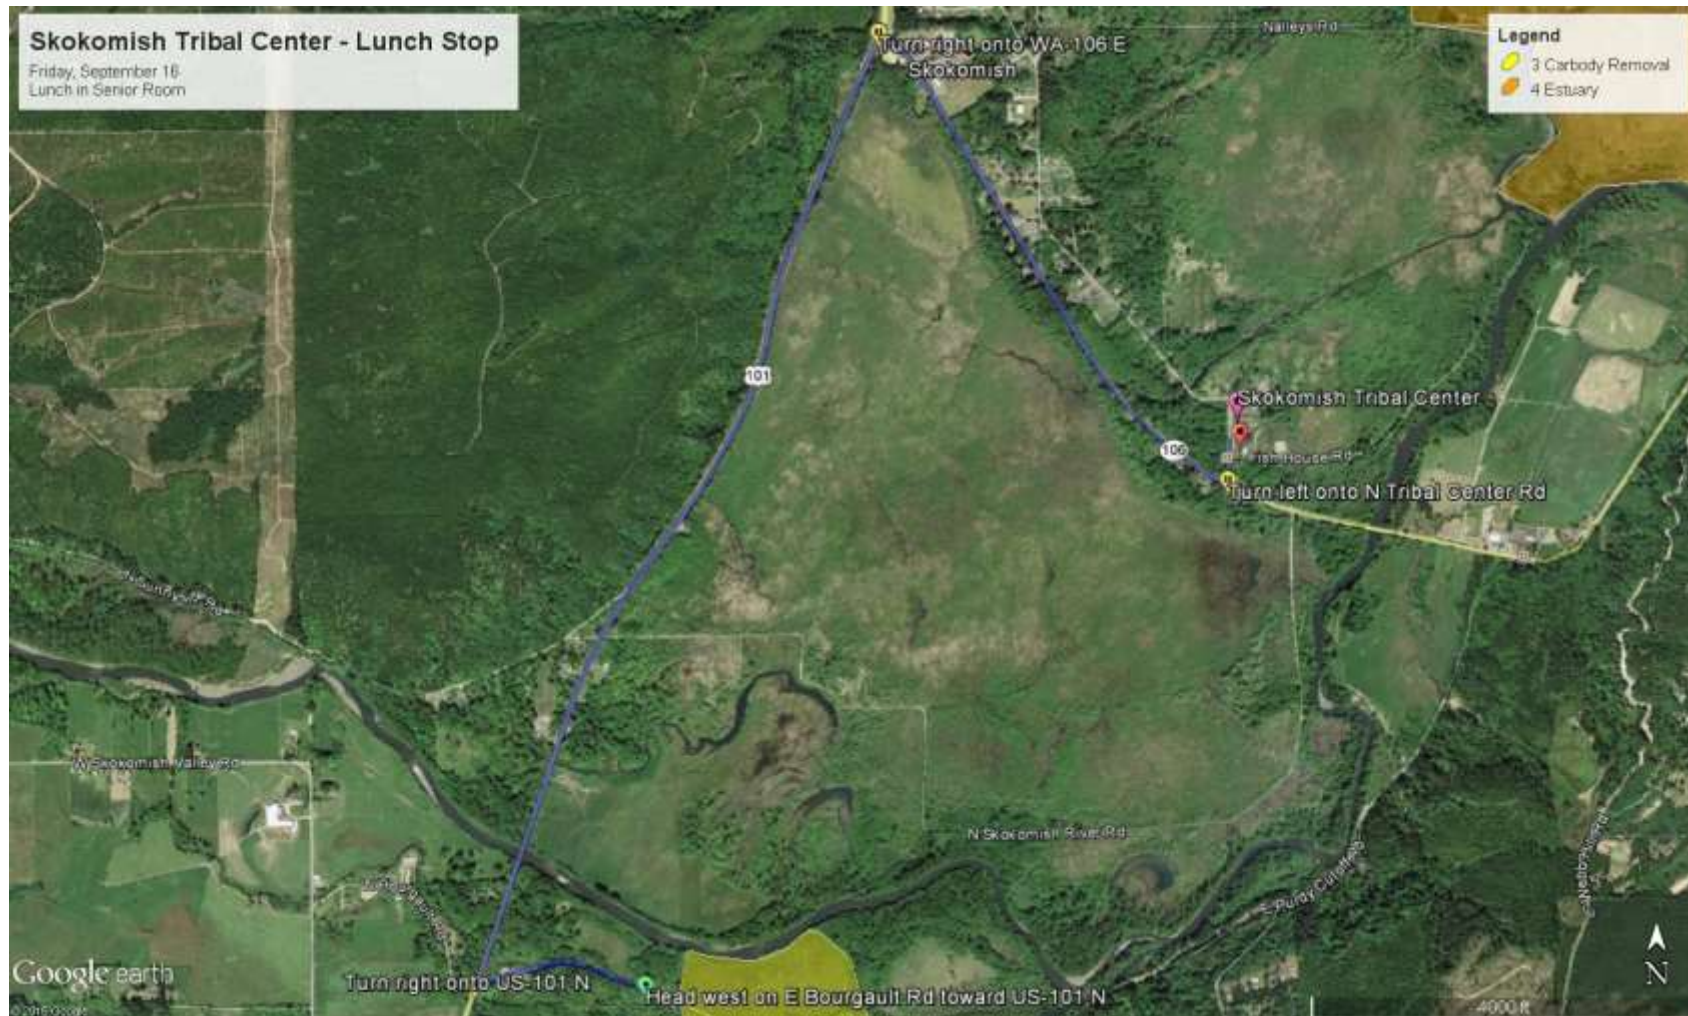 Skokomish Tribal Center - Lunch Stop
Friday, September 16
Lunch in Senior Room
Turn right onto WA-106 E
Skokomish
Nalleys Rd
Legend
3 Carbody Removal
4 Estuary
101
Skokomish Tribal Center
106
Fish House Rd
Turn left onto N Tribal Center Rd
W Skokomish Valley Rd
N Skokomish River Rd
E Purdy Cutoff Rd
Turn right onto US-101 N
Head west on E Bourgault Rd toward US-101 N
Google earth
N
4000 ft